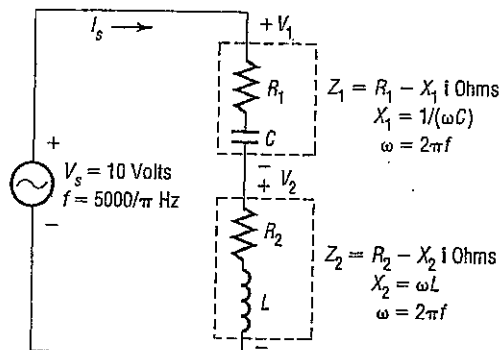 I_s
+ V_1
R_1
C
Z_1 = R_1 − X_1 i Ohms
X_1 = 1/(ωC)
ω = 2πf
−
+ V_2
+
V_s = 10 Volts
f = 5000/π Hz
−
R_2
L
Z_2 = R_2 − X_2 i Ohms
X_2 = ωL
ω = 2πf
−